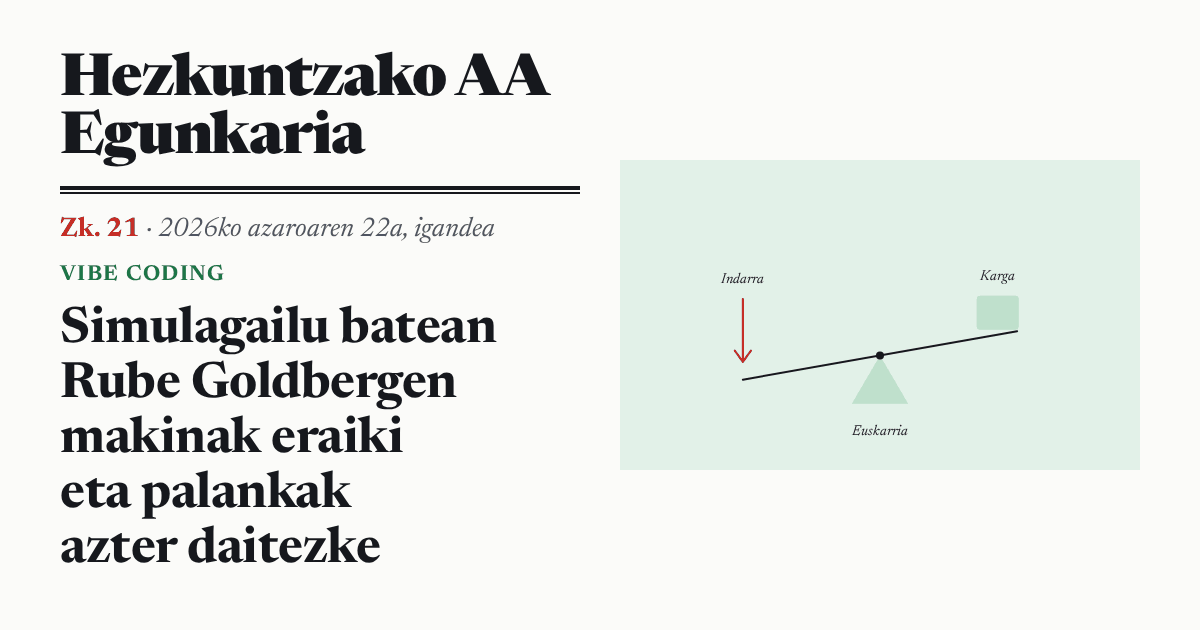 Hezkuntzako AA
Egunkaria
Zk. 21 · 2026ko azaroaren 22a, igandea
VIBE CODING
Simulagailu batean
Rube Goldbergen
makinak eraiki
eta palankak
azter daitezke
Indarra
Karga
Euskarria